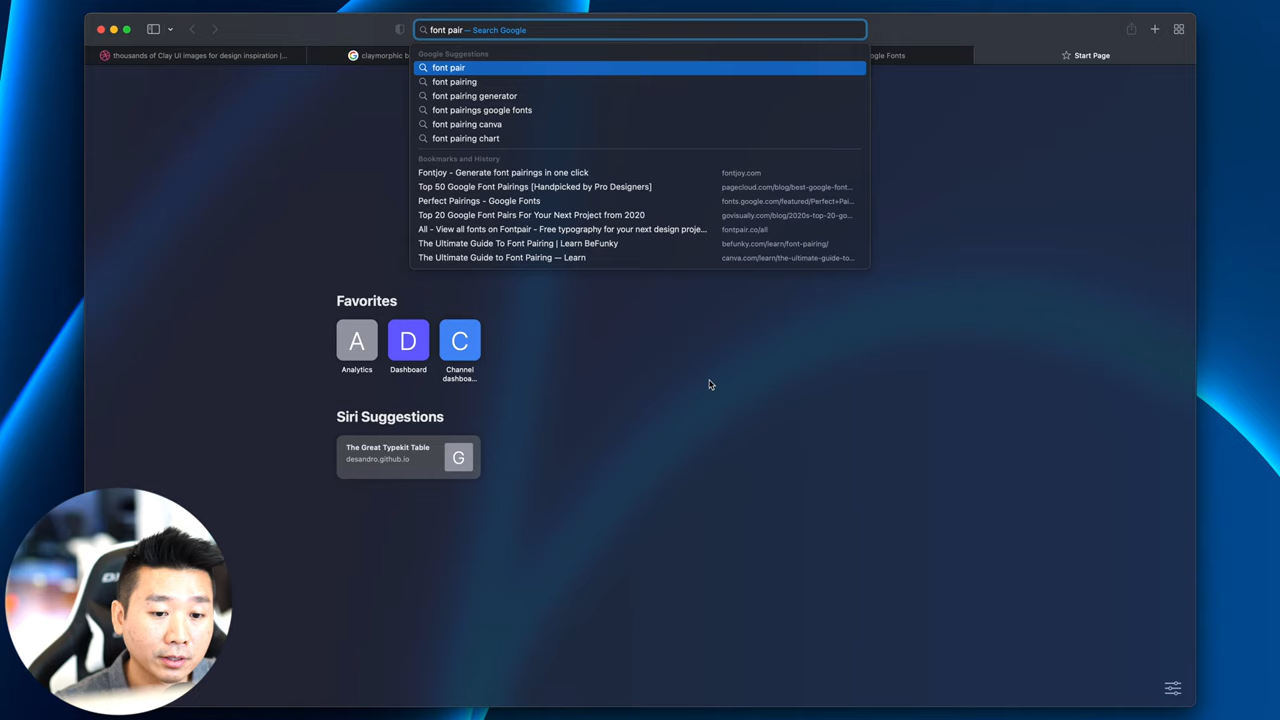 font pair — Search Google
thousands of Clay UI images for design inspiration |...
claymorphic b
ogle Fonts
Start Page
Google Suggestions
font pair
font pairing
font pairing generator
font pairings google fonts
font pairing canva
font pairing chart
Bookmarks and History
Fontjoy - Generate font pairings in one click fontjoy.com
Top 50 Google Font Pairings [Handpicked by Pro Designers] pagecloud.com/blog/best-google-font...
Perfect Pairings - Google Fonts fonts.google.com/featured/Perfect+Pai...
Top 20 Google Font Pairs For Your Next Project from 2020 govisually.com/blog/2020s-top-20-go...
All - View all fonts on Fontpair - Free typography for your next design proje... fontpair.co/all
The Ultimate Guide To Font Pairing | Learn BeFunky befunky.com/learn/font-pairing/
The Ultimate Guide to Font Pairing — Learn canva.com/learn/the-ultimate-guide-to...
Favorites
A D C
Analytics Dashboard Channel
dashboa...
Siri Suggestions
The Great Typekit Table
desandro.github.io
G